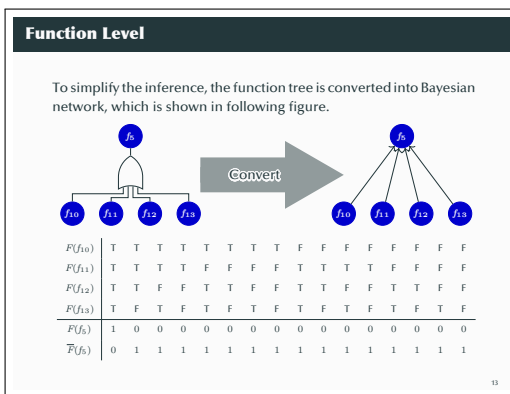 Function Level
To simplify the inference, the function tree is converted into Bayesian
network, which is shown in following figure.
f5
f5
Convert
f10 f11 f12 f13
f10 f11 f12 f13
F(f10) T T T T T T T T F F F F F F F F
F(f11) T T T T F F F F T T T T F F F F
F(f12) T T F F T T F F T T F F T T F F
F(f13) T F T F T F T F T F T F T F T F
F(f5) 1 0 0 0 0 0 0 0 0 0 0 0 0 0 0 0
F̅(f5) 0 1 1 1 1 1 1 1 1 1 1 1 1 1 1 1
13